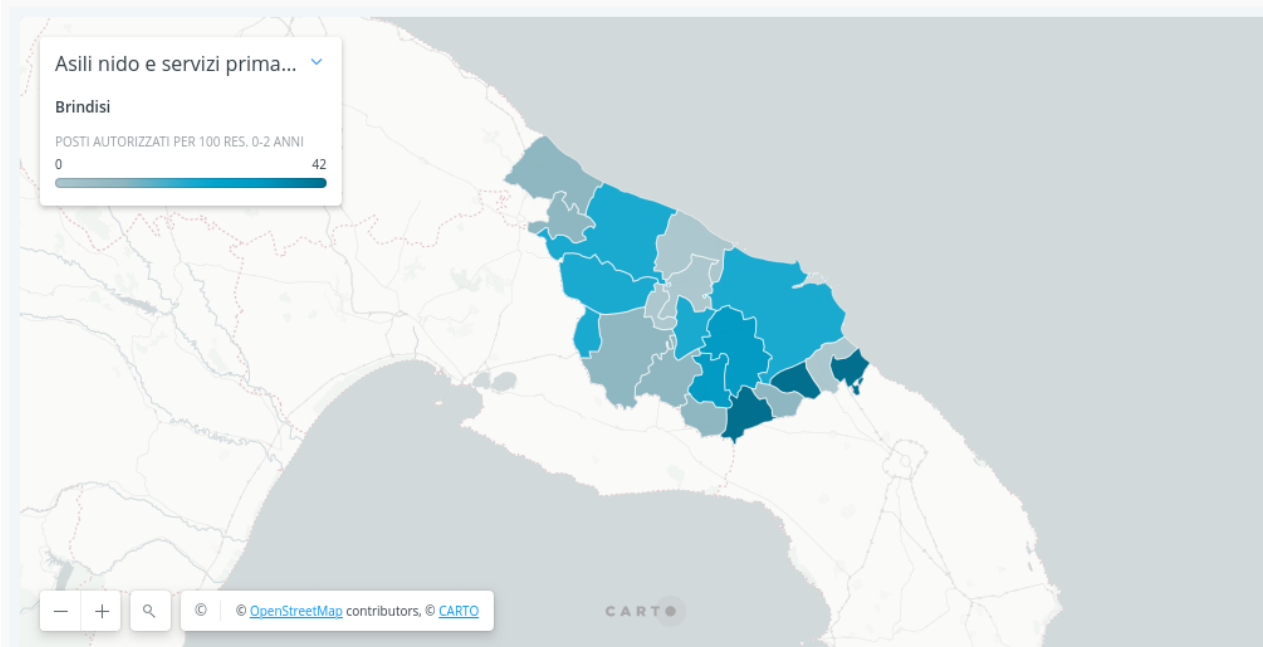 Asili nido e servizi prima...
Brindisi
POSTI AUTORIZZATI PER 100 RES. 0-2 ANNI
0 42
© © OpenStreetMap contributors, © CARTO
CARTO